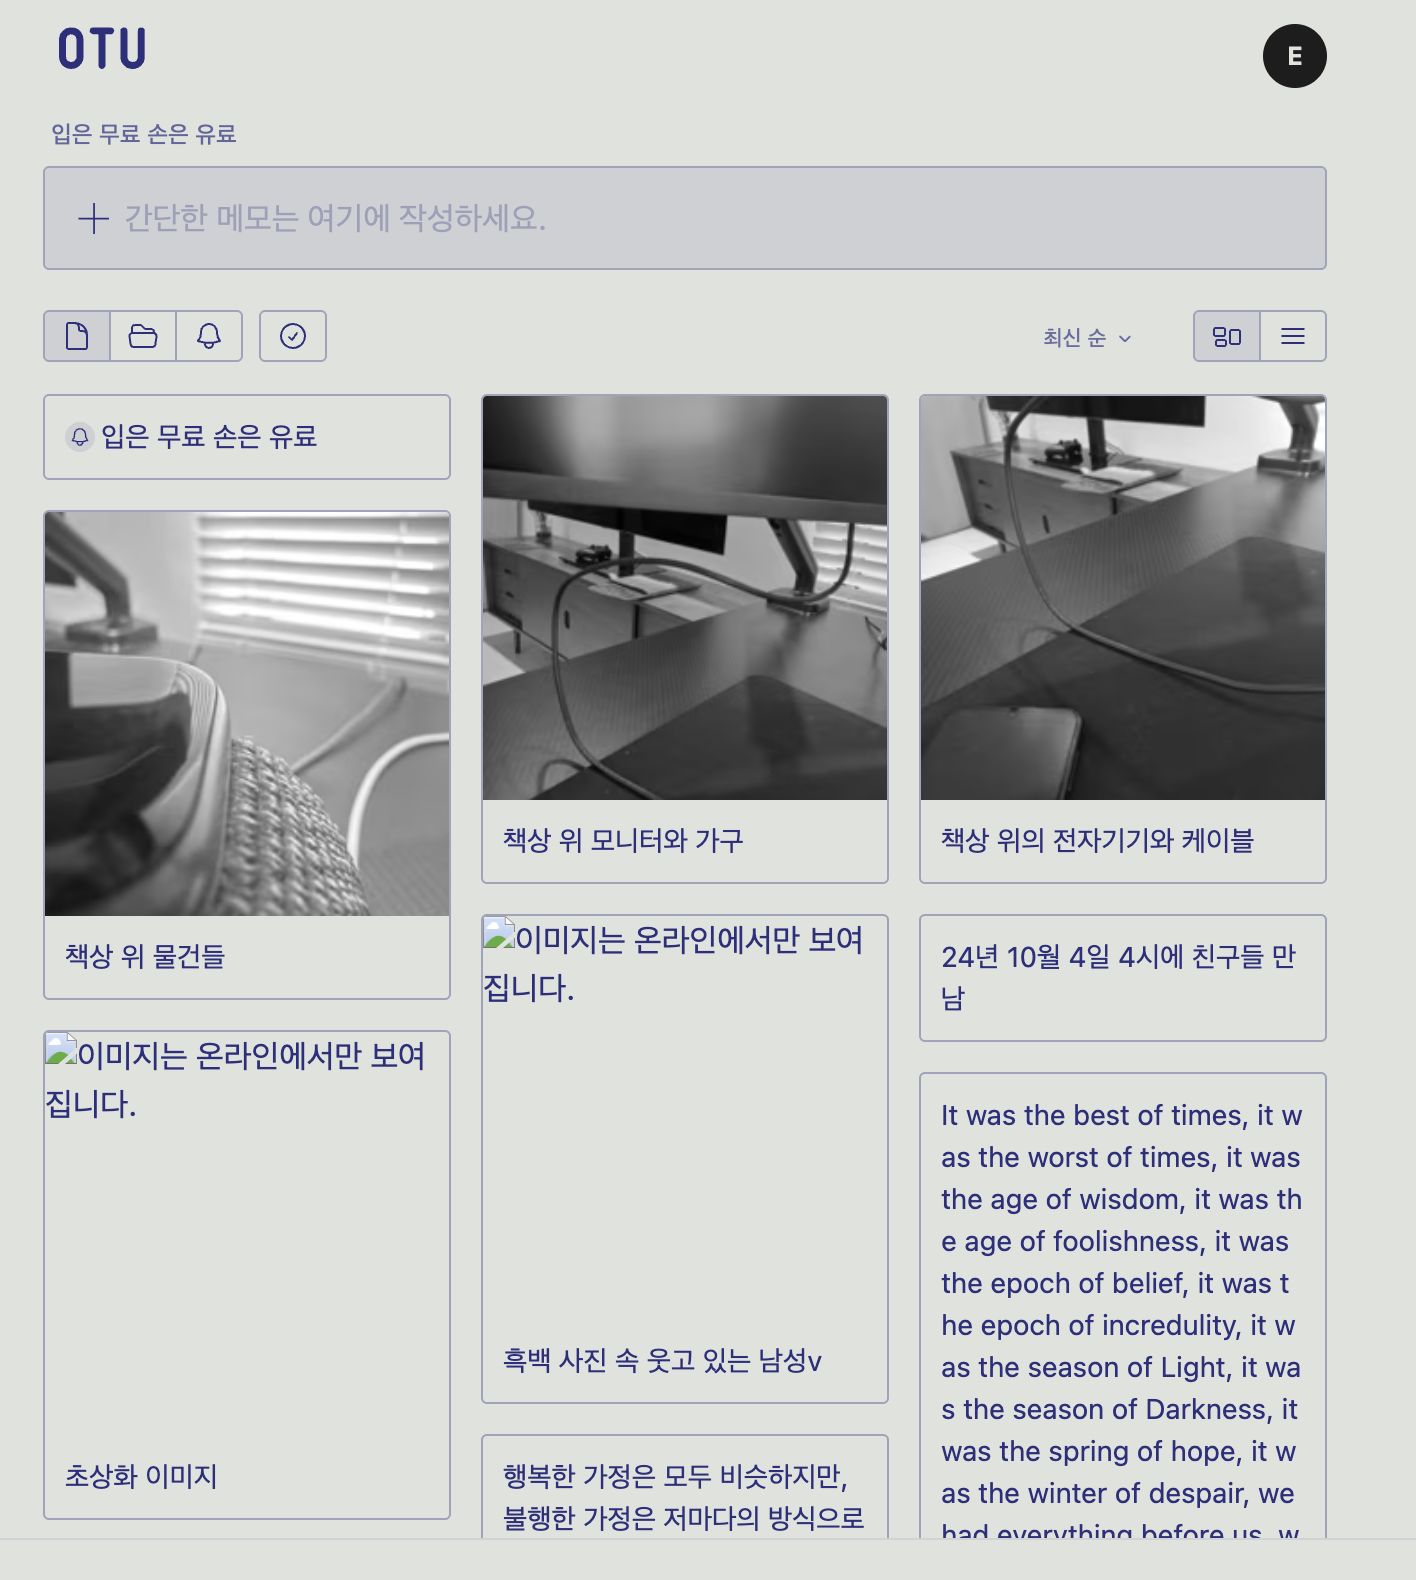 OTU
E
입은 무료 손은 유료
간단한 메모는 여기에 작성하세요.
최신 순
입은 무료 손은 유료
책상 위 물건들
이미지는 온라인에서만 보여
집니다.
초상화 이미지
책상 위 모니터와 가구
이미지는 온라인에서만 보여
집니다.
흑백 사진 속 웃고 있는 남성v
행복한 가정은 모두 비슷하지만,
불행한 가정은 저마다의 방식으로
책상 위의 전자기기와 케이블
24년 10월 4일 4시에 친구들 만
남
It was the best of times, it w
as the worst of times, it was
the age of wisdom, it was th
e age of foolishness, it was
the epoch of belief, it was t
he epoch of incredulity, it w
as the season of Light, it wa
s the season of Darkness, it
was the spring of hope, it w
as the winter of despair, we
had everything before us, w